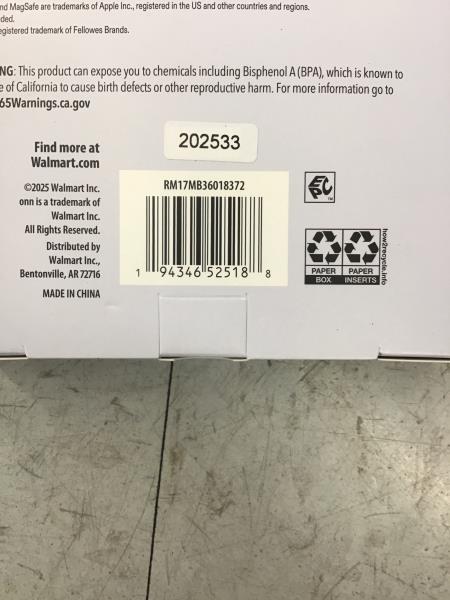 nd MagSafe are trademarks of Apple Inc., registered in the US and other countries and regions.
ded.
egistered trademark of Fellowes Brands.
NG: This product can expose you to chemicals including Bisphenol A (BPA), which is known to
e of California to cause birth defects or other reproductive harm. For more information go to
65Warnings.ca.gov
202533
Find more at
Walmart.com
©2025 Walmart Inc.
onn is a trademark of
Walmart Inc.
All Rights Reserved.
Distributed by
Walmart Inc.,
Bentonville, AR 72716
MADE IN CHINA
RM17MB36018372
1 94346 52518 8
EPC TM
PAPER
BOX
PAPER
INSERTS
how2recycle.info